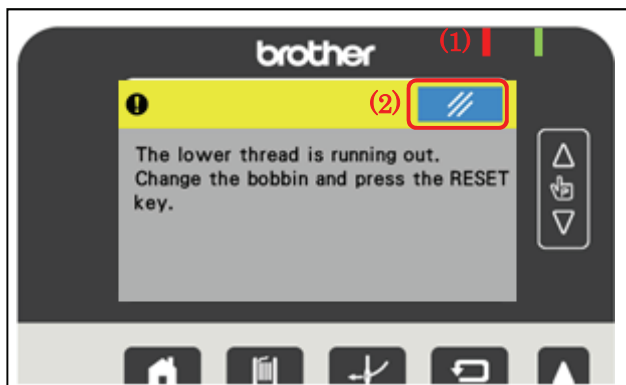 brother
(1)
(2)
The lower thread is running out.
Change the bobbin and press the RESET
key.